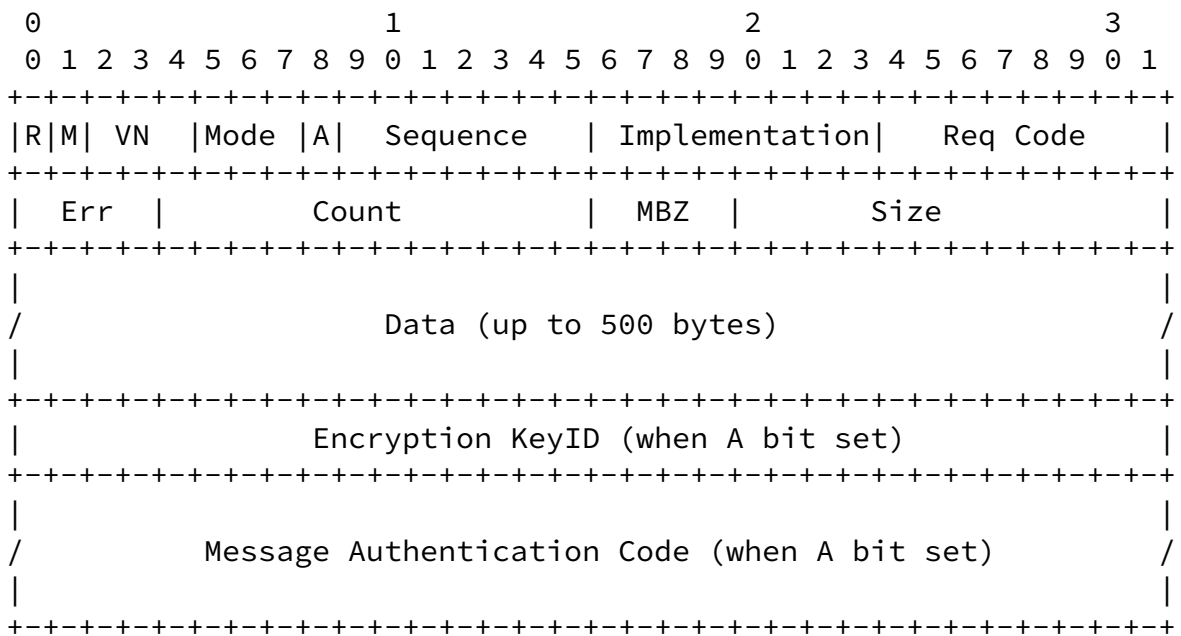 0                   1                   2                   3
 0 1 2 3 4 5 6 7 8 9 0 1 2 3 4 5 6 7 8 9 0 1 2 3 4 5 6 7 8 9 0 1
+-+-+-+-+-+-+-+-+-+-+-+-+-+-+-+-+-+-+-+-+-+-+-+-+-+-+-+-+-+-+-+-+
|R|M| VN  |Mode |A|  Sequence   | Implementation|   Req Code    |
+-+-+-+-+-+-+-+-+-+-+-+-+-+-+-+-+-+-+-+-+-+-+-+-+-+-+-+-+-+-+-+-+
|  Err  |        Count          |  MBZ  |       Size            |
+-+-+-+-+-+-+-+-+-+-+-+-+-+-+-+-+-+-+-+-+-+-+-+-+-+-+-+-+-+-+-+-+
|                                                               |
/                    Data (up to 500 bytes)                     /
|                                                               |
+-+-+-+-+-+-+-+-+-+-+-+-+-+-+-+-+-+-+-+-+-+-+-+-+-+-+-+-+-+-+-+-+
|                Encryption KeyID (when A bit set)              |
+-+-+-+-+-+-+-+-+-+-+-+-+-+-+-+-+-+-+-+-+-+-+-+-+-+-+-+-+-+-+-+-+
|                                                               |
/          Message Authentication Code (when A bit set)         /
|                                                               |
+-+-+-+-+-+-+-+-+-+-+-+-+-+-+-+-+-+-+-+-+-+-+-+-+-+-+-+-+-+-+-+-+